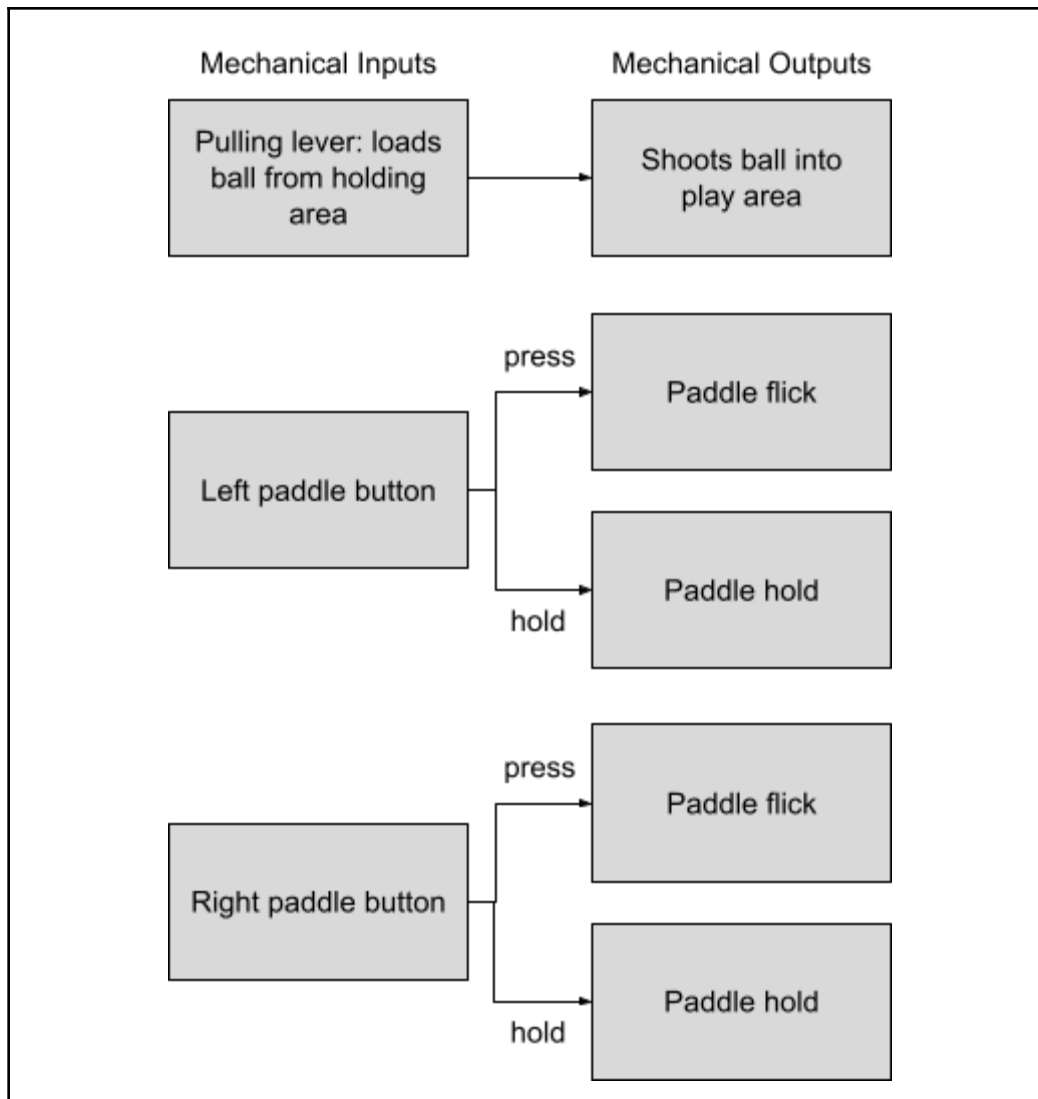 Mechanical Inputs
Mechanical Outputs
Pulling lever: loads
ball from holding
area
Shoots ball into
play area
Left paddle button
press
Paddle flick
hold
Paddle hold
Right paddle button
press
Paddle flick
hold
Paddle hold